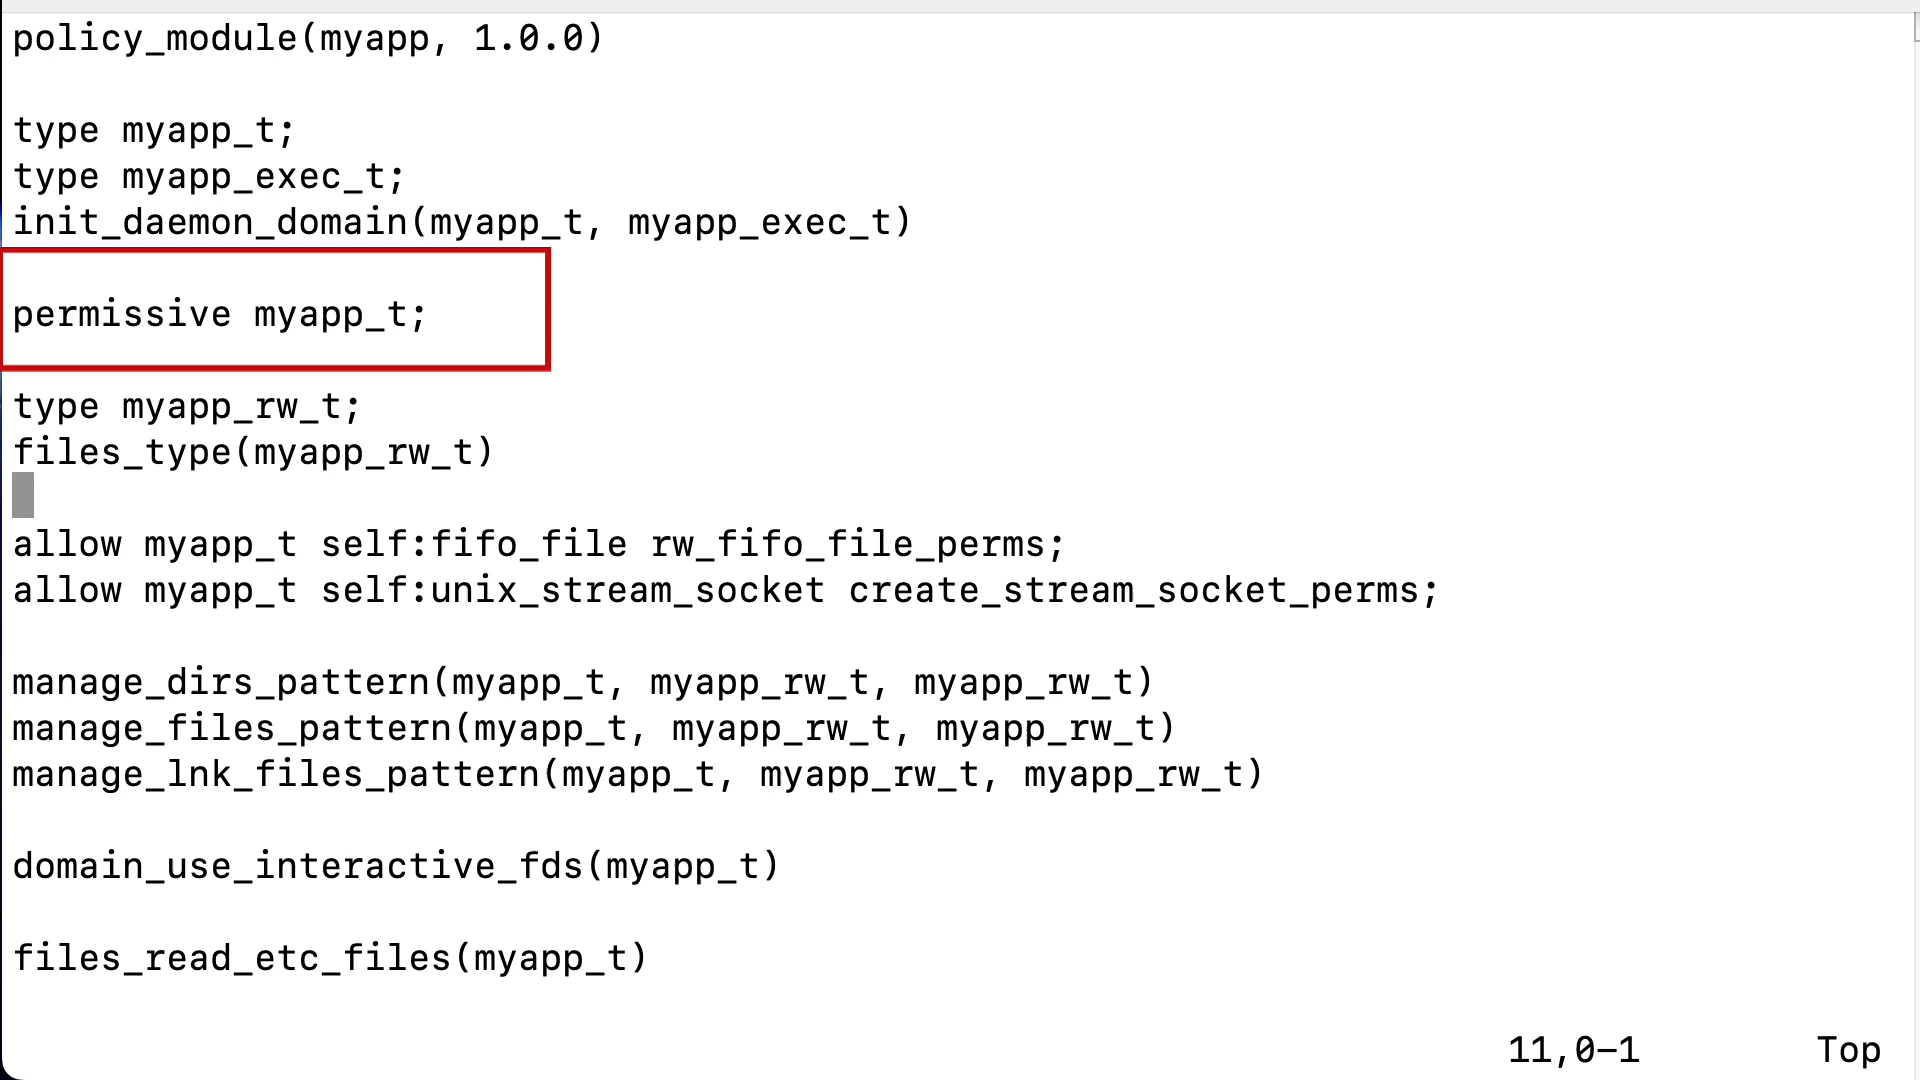 policy_module(myapp, 1.0.0)
type myapp_t;
type myapp_exec_t;
init_daemon_domain(myapp_t, myapp_exec_t)
permissive myapp_t;
type myapp_rw_t;
files_type(myapp_rw_t)
allow myapp_t self:fifo_file rw_fifo_file_perms;
allow myapp_t self:unix_stream_socket create_stream_socket_perms;
manage_dirs_pattern(myapp_t, myapp_rw_t, myapp_rw_t)
manage_files_pattern(myapp_t, myapp_rw_t, myapp_rw_t)
manage_lnk_files_pattern(myapp_t, myapp_rw_t, myapp_rw_t)
domain_use_interactive_fds(myapp_t)
files_read_etc_files(myapp_t)
11,0-1 Top